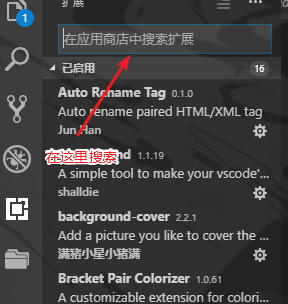 扩展
1
在应用商店中搜索扩展
已启用 16
Auto Rename Tag 0.1.0
Auto rename paired HTML/XML tag
Jun Han
在这里搜索
nd 1.1.19
A simple tool to make your vscode'...
shalldie
background-cover 2.2.1
Add a picture you like to cover the ...
满猪小星小猪满
Bracket Pair Colorizer 1.0.61
A customizable extension for colori...